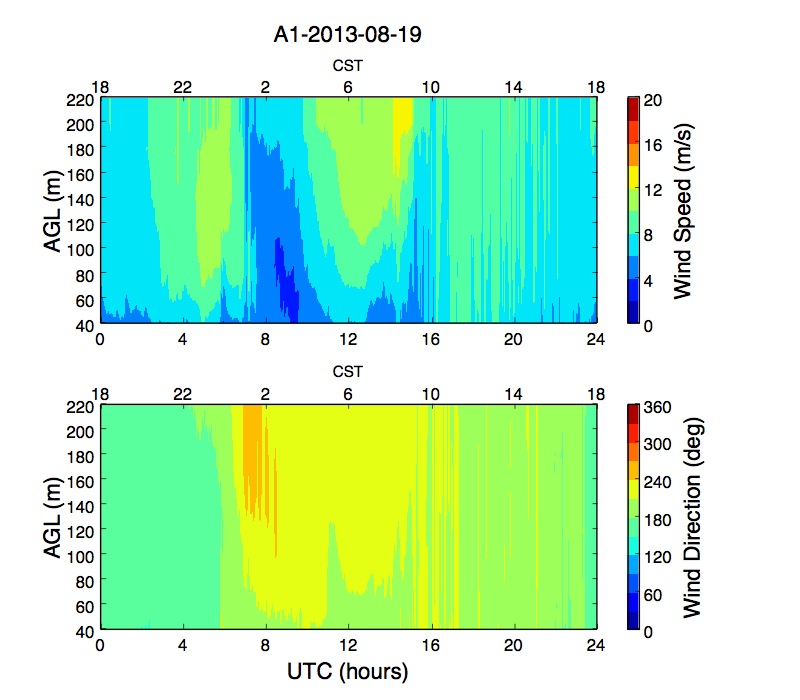 A1-2013-08-19
CST
18 22 2 6 10 14 18
220
200
180
160
140
120
100
80
60
40
AGL (m)
0 4 8 12 16 20 24
20
16
12
8
4
0
Wind Speed (m/s)
CST
18 22 2 6 10 14 18
220
200
180
160
140
120
100
80
60
40
AGL (m)
0 4 8 12 16 20 24
UTC (hours)
360
300
240
180
120
60
0
Wind Direction (deg)